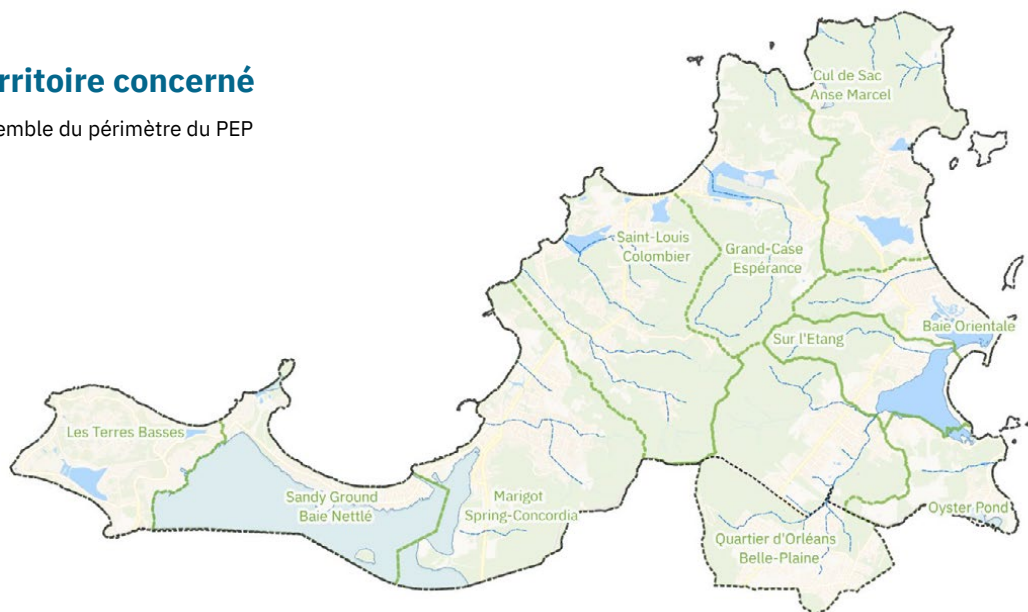 rritoire concerné
emble du périmètre du PEP
Cul de Sac
Anse Marcel
Saint-Louis
Colombier
Grand-Case
Espérance
Baie Orientale
Sur l'Etang
Les Terres Basses
Sandy Ground
Baie Nettlé
Marigot
Spring-Concordia
Oyster Pond
Quartier d'Orléans
Belle-Plaine